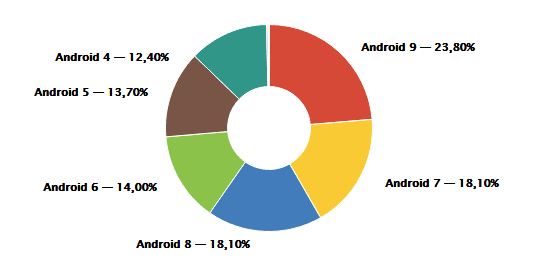 Android 4 — 12,40%
Android 9 — 23,80%
Android 5 — 13,70%
Android 7 — 18,10%
Android 6 — 14,00%
Android 8 — 18,10%